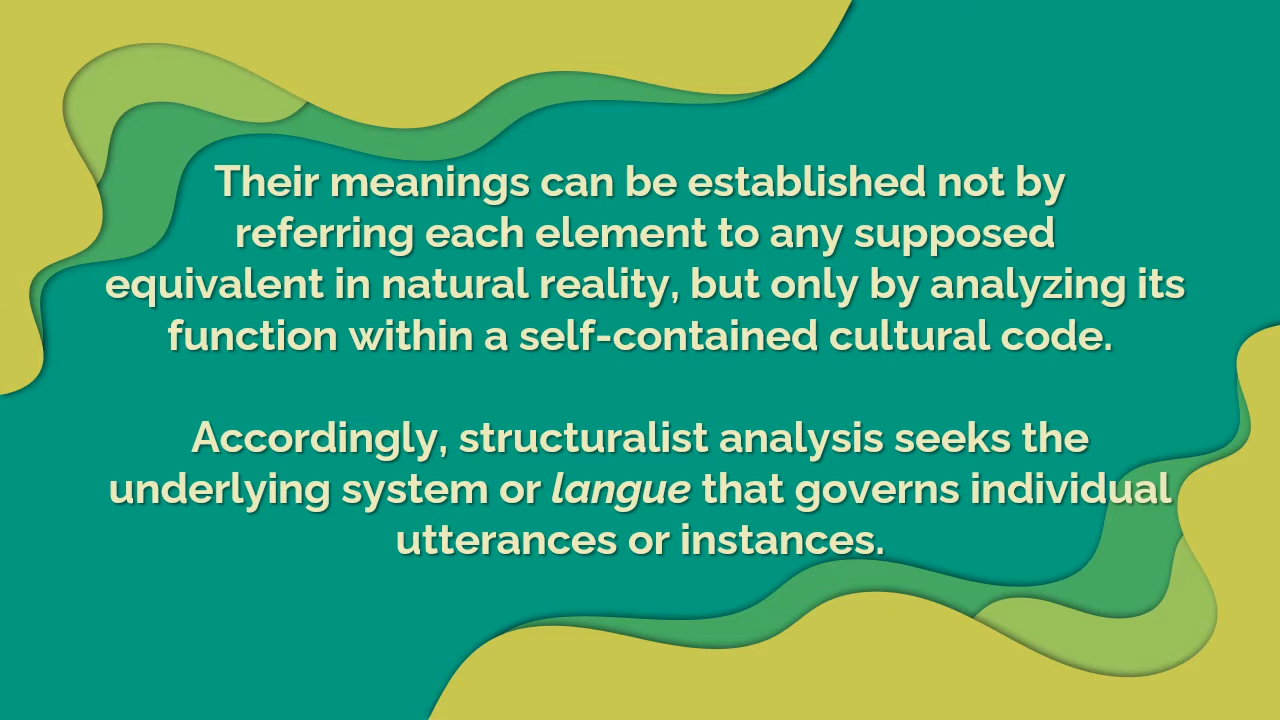 Their meanings can be established not by
referring each element to any supposed
equivalent in natural reality, but only by analyzing its
function within a self-contained cultural code.
Accordingly, structuralist analysis seeks the
underlying system or langue that governs individual
utterances or instances.